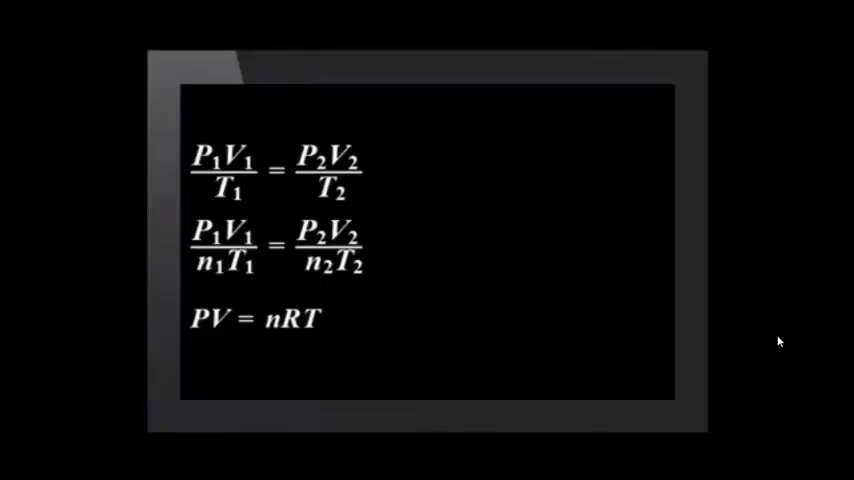 P₁V₁/T₁ = P₂V₂/T₂
P₁V₁/n₁T₁ = P₂V₂/n₂T₂
PV = nRT